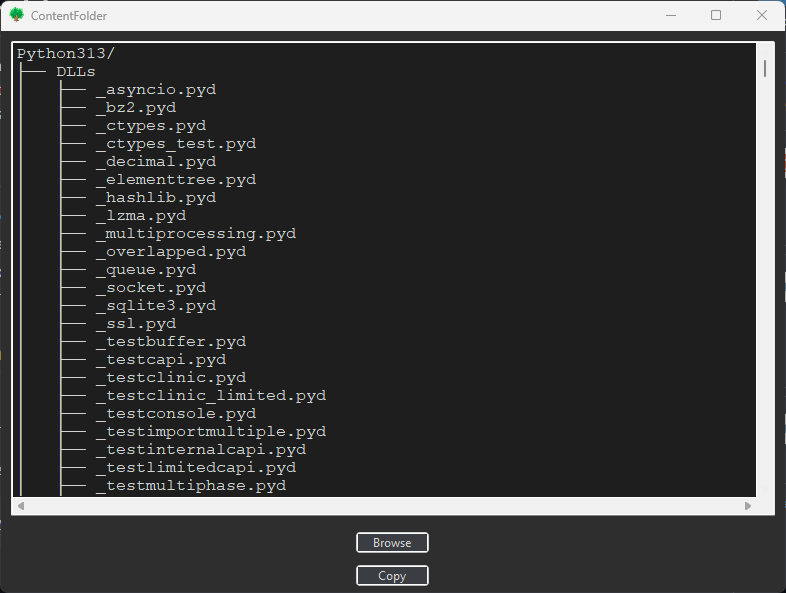 ContentFolder
Python313/
├── DLLs
│   ├── _asyncio.pyd
│   ├── _bz2.pyd
│   ├── _ctypes.pyd
│   ├── _ctypes_test.pyd
│   ├── _decimal.pyd
│   ├── _elementtree.pyd
│   ├── _hashlib.pyd
│   ├── _lzma.pyd
│   ├── _multiprocessing.pyd
│   ├── _overlapped.pyd
│   ├── _queue.pyd
│   ├── _socket.pyd
│   ├── _sqlite3.pyd
│   ├── _ssl.pyd
│   ├── _testbuffer.pyd
│   ├── _testcapi.pyd
│   ├── _testclinic.pyd
│   ├── _testclinic_limited.pyd
│   ├── _testconsole.pyd
│   ├── _testimportmultiple.pyd
│   ├── _testinternalcapi.pyd
│   ├── _testlimitedcapi.pyd
│   ├── _testmultiphase.pyd
Browse
Copy